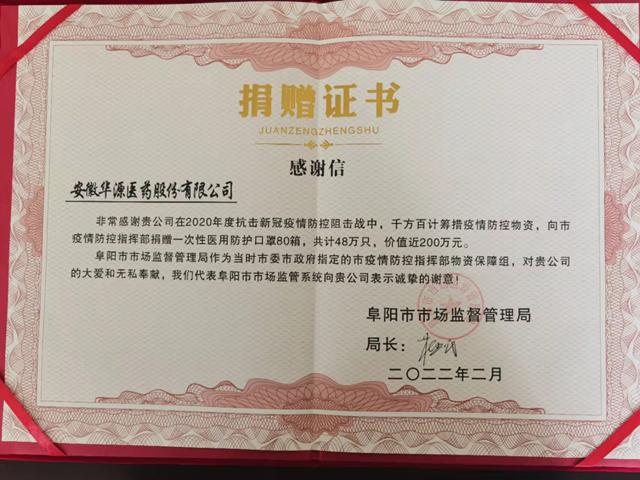 捐赠证书
JUANZENGZHENGSHU
感谢信
安徽华源医药股份有限公司
非常感谢贵公司在2020年度抗击新冠疫情防控阻击战中，千方百计筹措疫情防控物资，向市
疫情防控指挥部捐赠一次性医用防护口罩80箱，共计48万只，价值近200万元。
阜阳市市场监督管理局作为当时市委市政府指定的市疫情防控指挥部物资保障组，对贵公司
的大爱和无私奉献，我们代表阜阳市市场监管系统向贵公司表示诚挚的谢意！
阜阳市市场监督管理局
局长：
二〇二二年二月